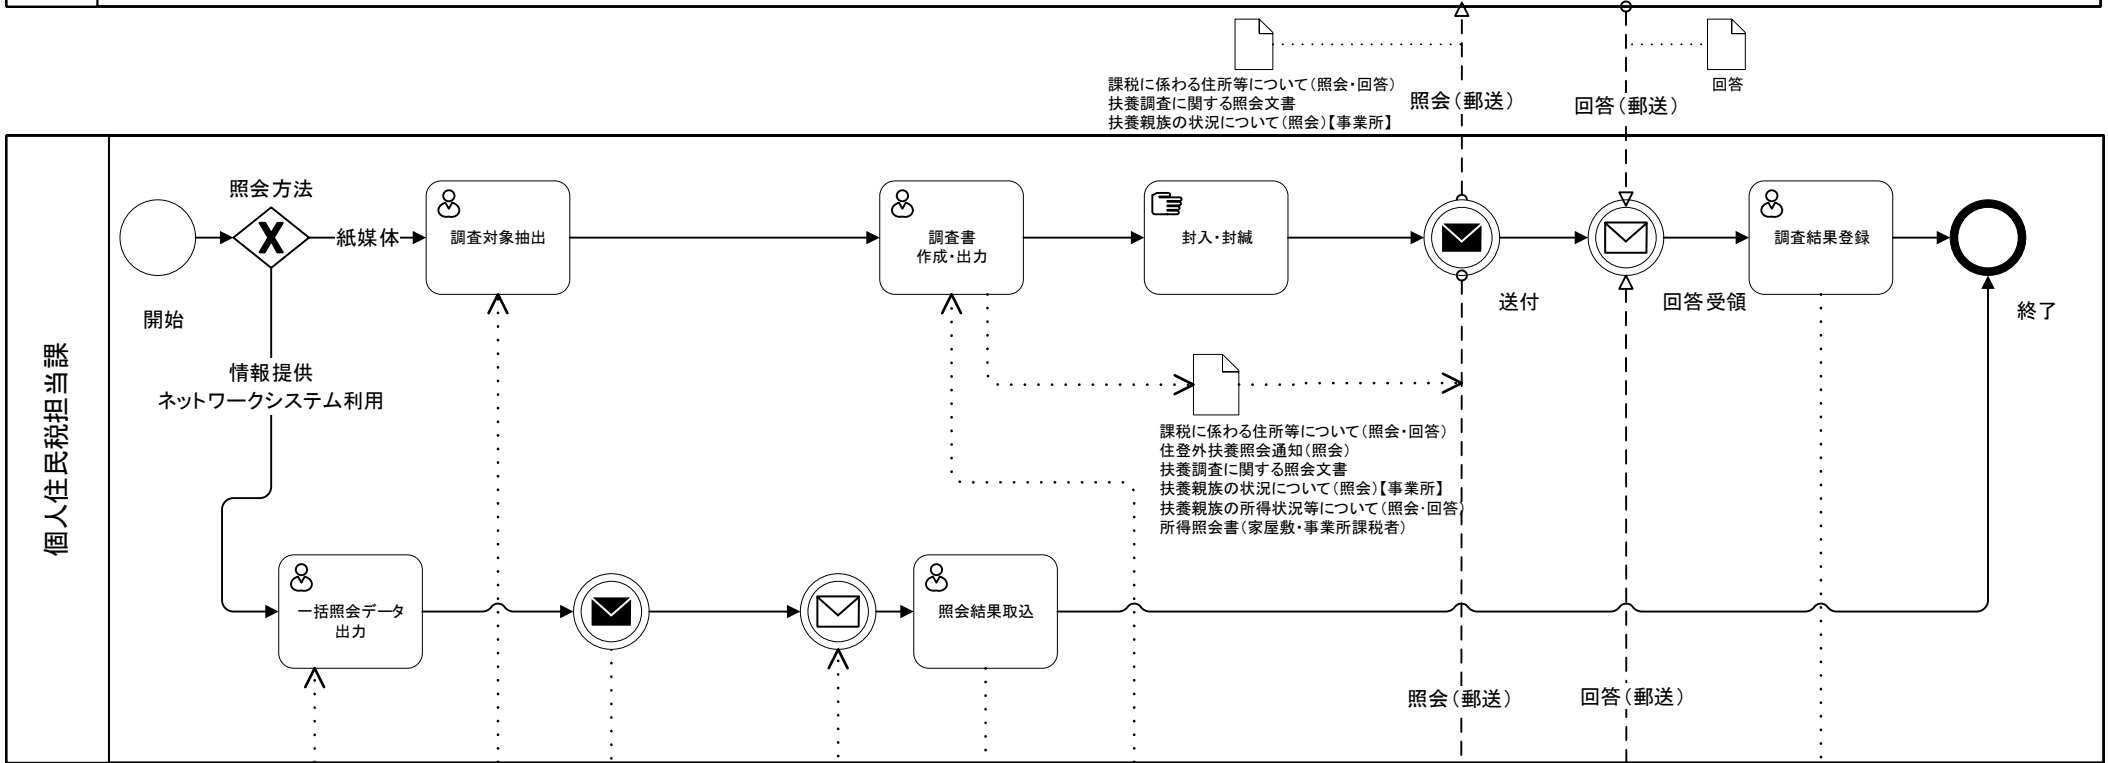 課税に係わる住所等について(照会・回答)
扶養調査に関する照会文書
扶養親族の状況について(照会)【事業所】
照会(郵送)
回答(郵送)
回答
個人住民税担当課
開始
照会方法
紙媒体
調査対象抽出
調査書
作成・出力
封入・封緘
送付
回答受領
調査結果登録
終了
情報提供
ネットワークシステム利用
課税に係わる住所等について(照会・回答)
住登外扶養照会通知(照会)
扶養調査に関する照会文書
扶養親族の状況について(照会)【事業所】
扶養親族の所得状況等について(照会・回答)
所得照会書(家屋敷・事業所課税者)
一括照会データ
出力
照会結果取込
照会(郵送)
回答(郵送)